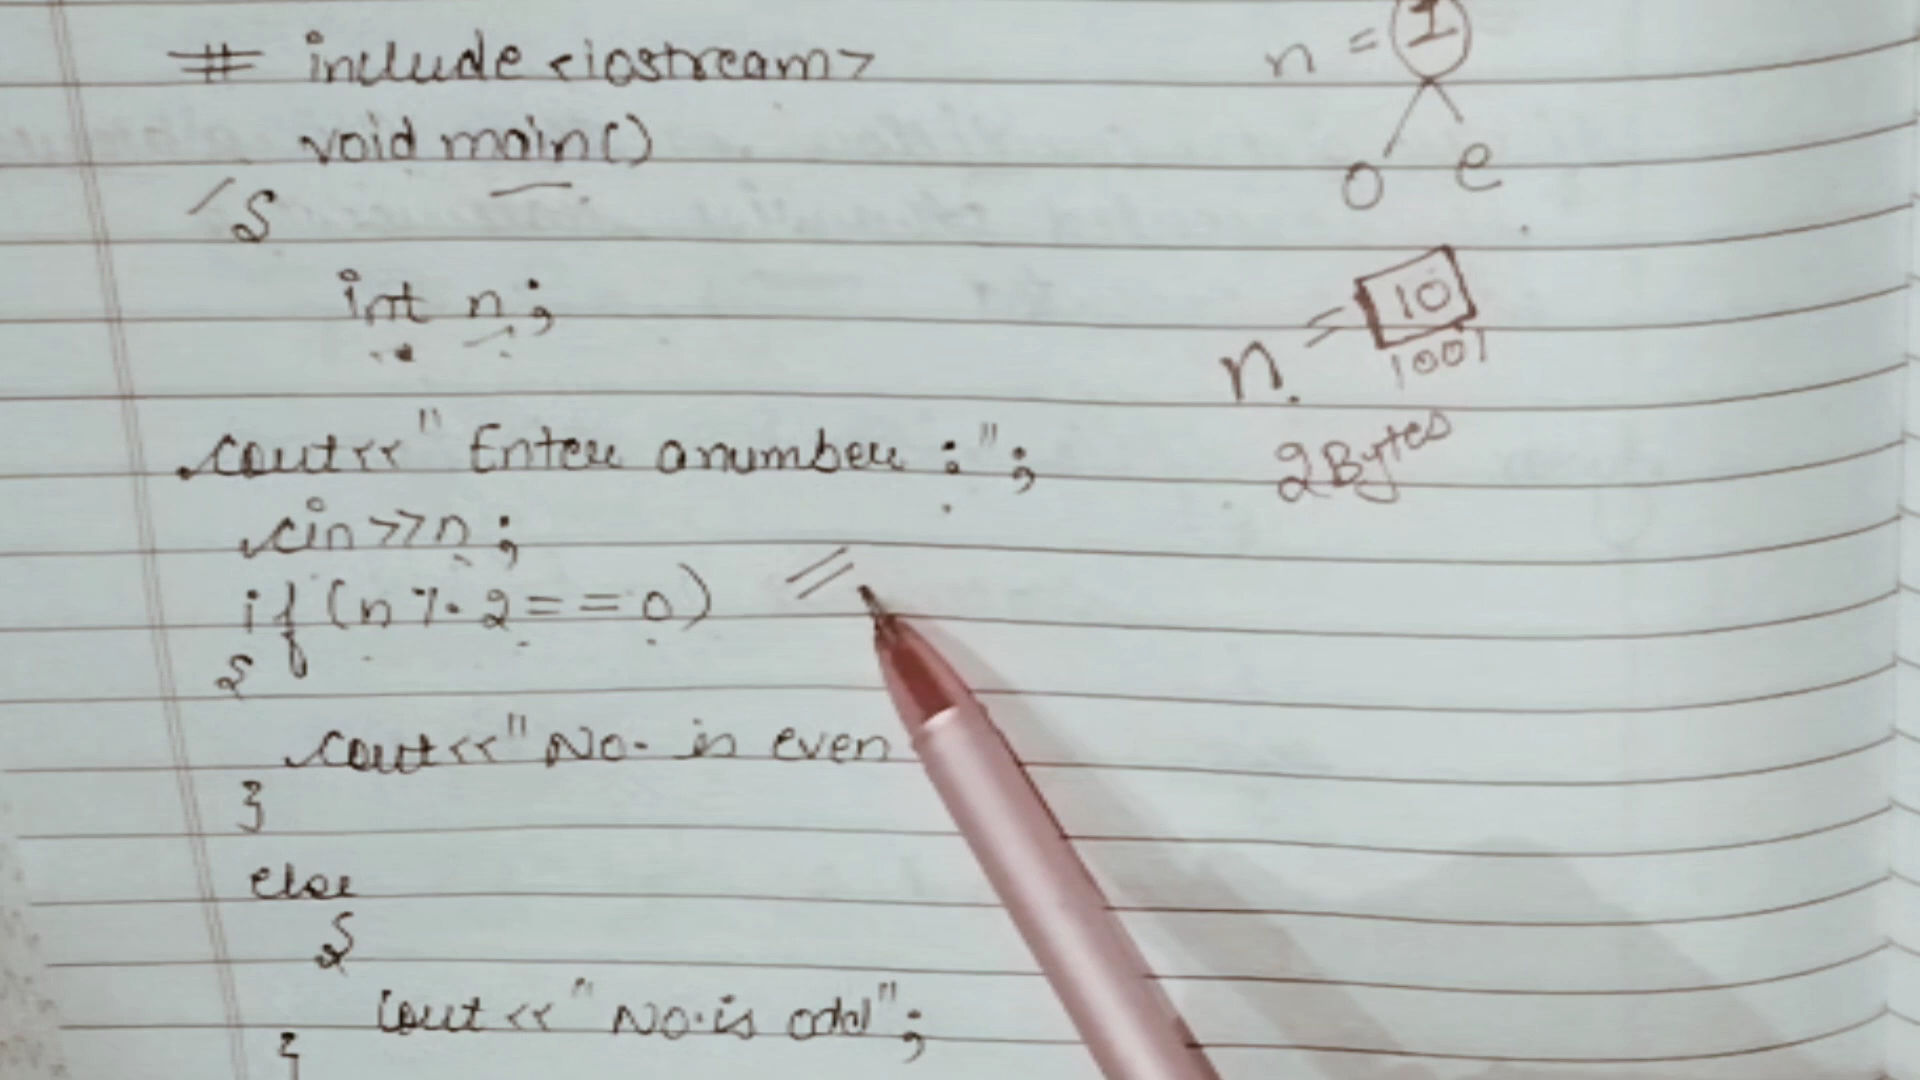 # include <iostream>
void main()
{
int n;
cout<<" Enter anumber :";
cin>>n;
if (n % 2 == 0)
{
cout<<" No. is even
}
else
{
cout <<" No. is odd";
}
n = 1
o e
n = 10
1001
2 Bytes